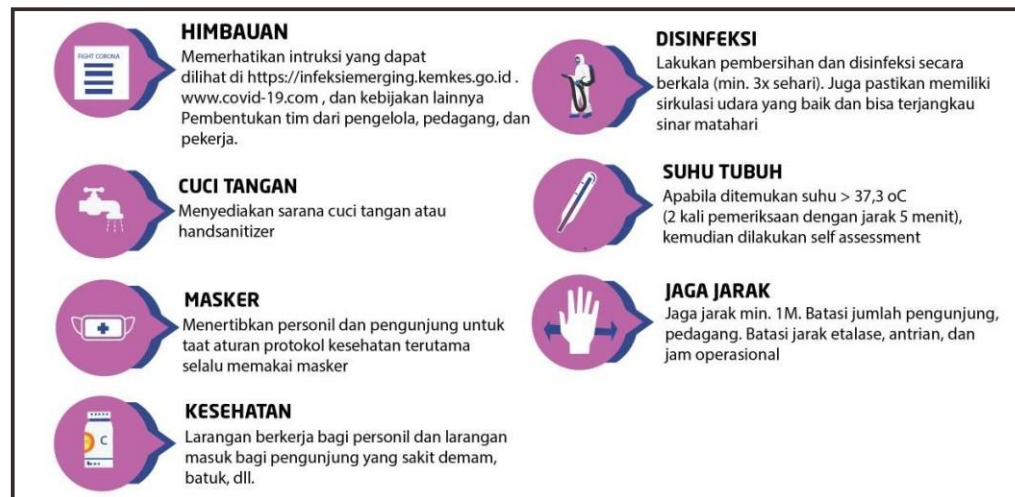 FIGHT CORONA
HIMBAUAN
Memerhatikan intruksi yang dapat
dilihat di https://infeksiemerging.kemkes.go.id .
www.covid-19.com , dan kebijakan lainnya
Pembentukan tim dari pengelola, pedagang, dan
pekerja.
CUCI TANGAN
Menyediakan sarana cuci tangan atau
handsanitizer
MASKER
Menertibkan personil dan pengunjung untuk
taat aturan protokol kesehatan terutama
selalu memakai masker
C
KESEHATAN
Larangan berkerja bagi personil dan larangan
masuk bagi pengunjung yang sakit demam,
batuk, dll.
DISINFEKSI
Lakukan pembersihan dan disinfeksi secara
berkala (min. 3x sehari). Juga pastikan memiliki
sirkulasi udara yang baik dan bisa terjangkau
sinar matahari
SUHU TUBUH
Apabila ditemukan suhu > 37,3 oC
(2 kali pemeriksaan dengan jarak 5 menit),
kemudian dilakukan self assessment
JAGA JARAK
Jaga jarak min. 1M. Batasi jumlah pengunjung,
pedagang. Batasi jarak etalase, antrian, dan
jam operasional